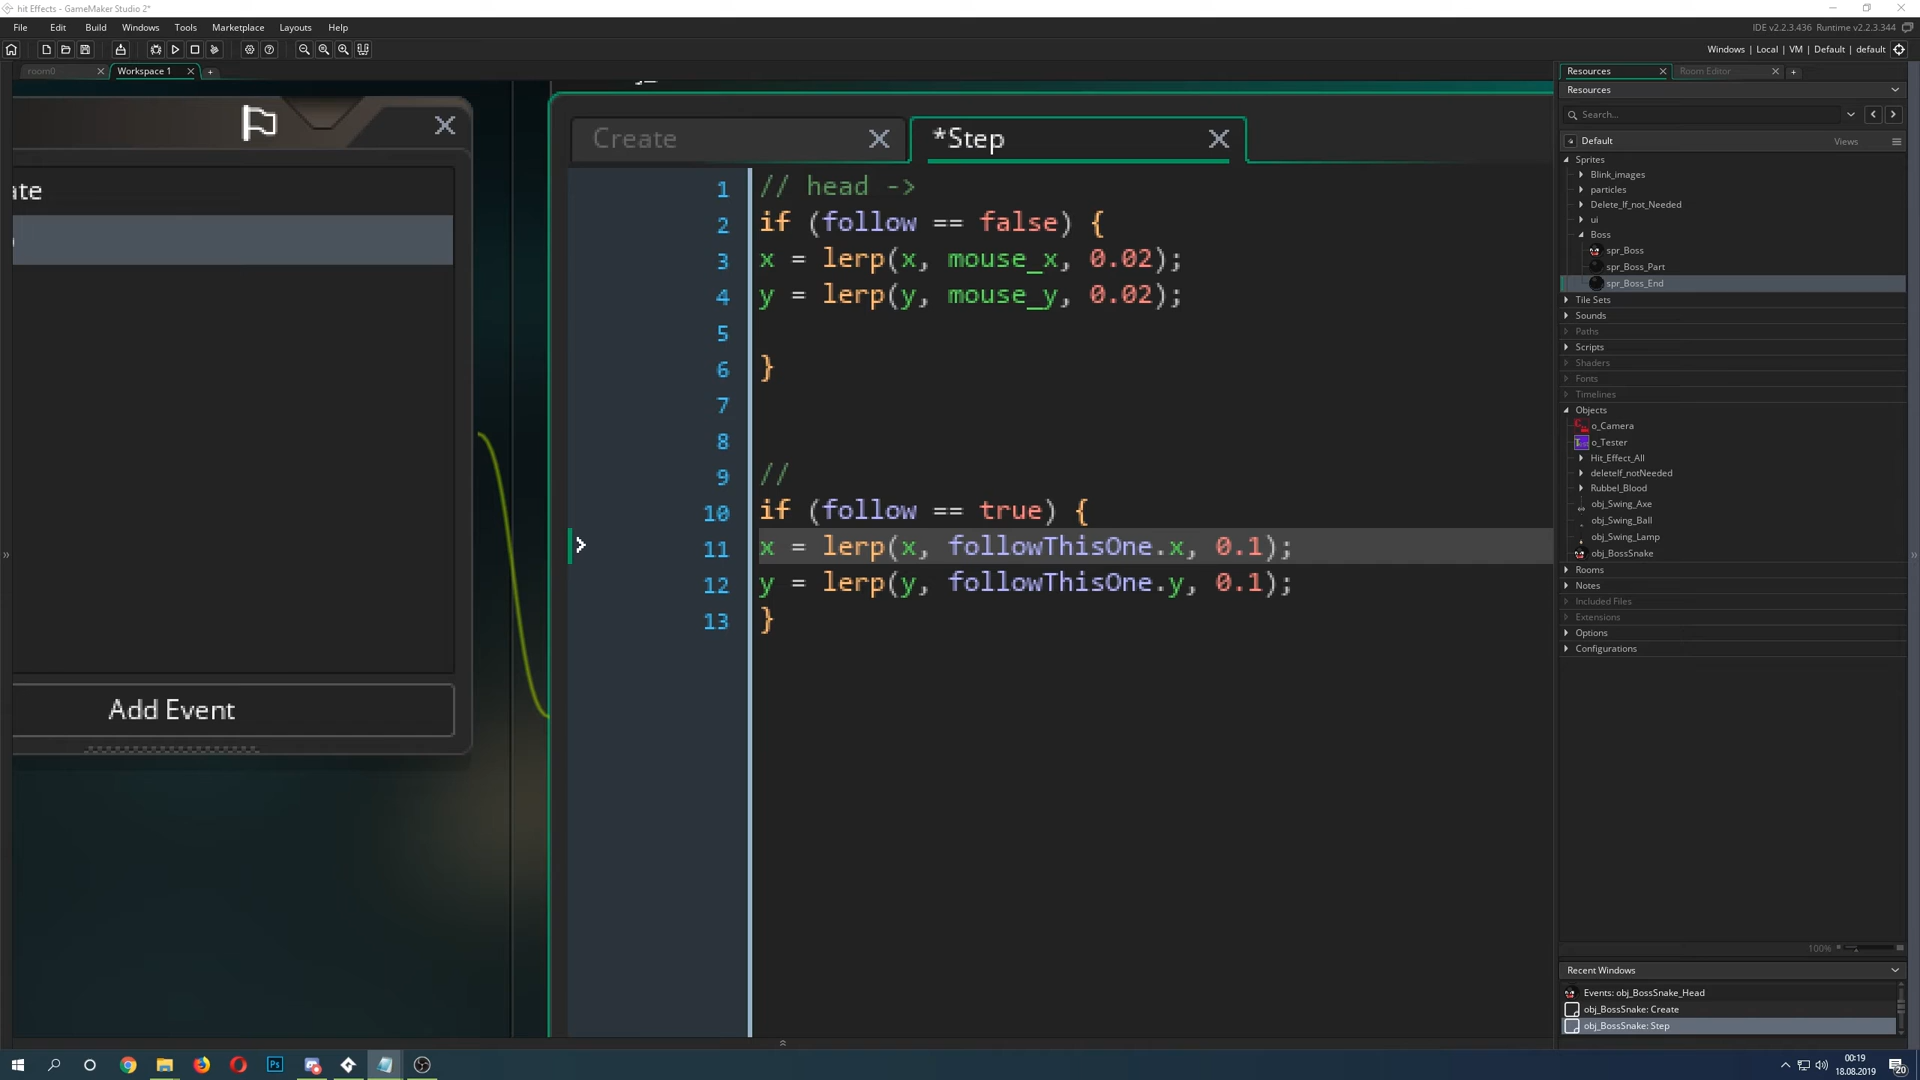 hit Effects - GameMaker Studio 2*
File Edit Build Windows Tools Marketplace Layouts Help
IDE v2.2.3.436 Runtime v2.2.3.344
Windows | Local | VM | Default | default
room0
Workspace 1
Resources
Room Editor
Resources
Search...
Default
Views
Sprites
Blink_images
particles
Delete_If_not_Needed
ui
Boss
spr_Boss
spr_Boss_Part
spr_Boss_End
Tile Sets
Sounds
Paths
Scripts
Shaders
Fonts
Timelines
Objects
o_Camera
o_Tester
Hit_Effect_All
deleteIf_notNeeded
Rubbel_Blood
obj_Swing_Axe
obj_Swing_Ball
obj_Swing_Lamp
obj_BossSnake
Rooms
Notes
Included Files
Extensions
Options
Configurations
100%
Recent Windows
Events: obj_BossSnake_Head
obj_BossSnake: Create
obj_BossSnake: Step
ate
Add Event
Create
*Step
1 // head ->
2 if (follow == false) {
3 x = lerp(x, mouse_x, 0.02);
4 y = lerp(y, mouse_y, 0.02);
5
6 }
7
8
9 //
10 if (follow == true) {
11 x = lerp(x, followThisOne.x, 0.1);
12 y = lerp(y, followThisOne.y, 0.1);
13 }
00:19
18.08.2019
20